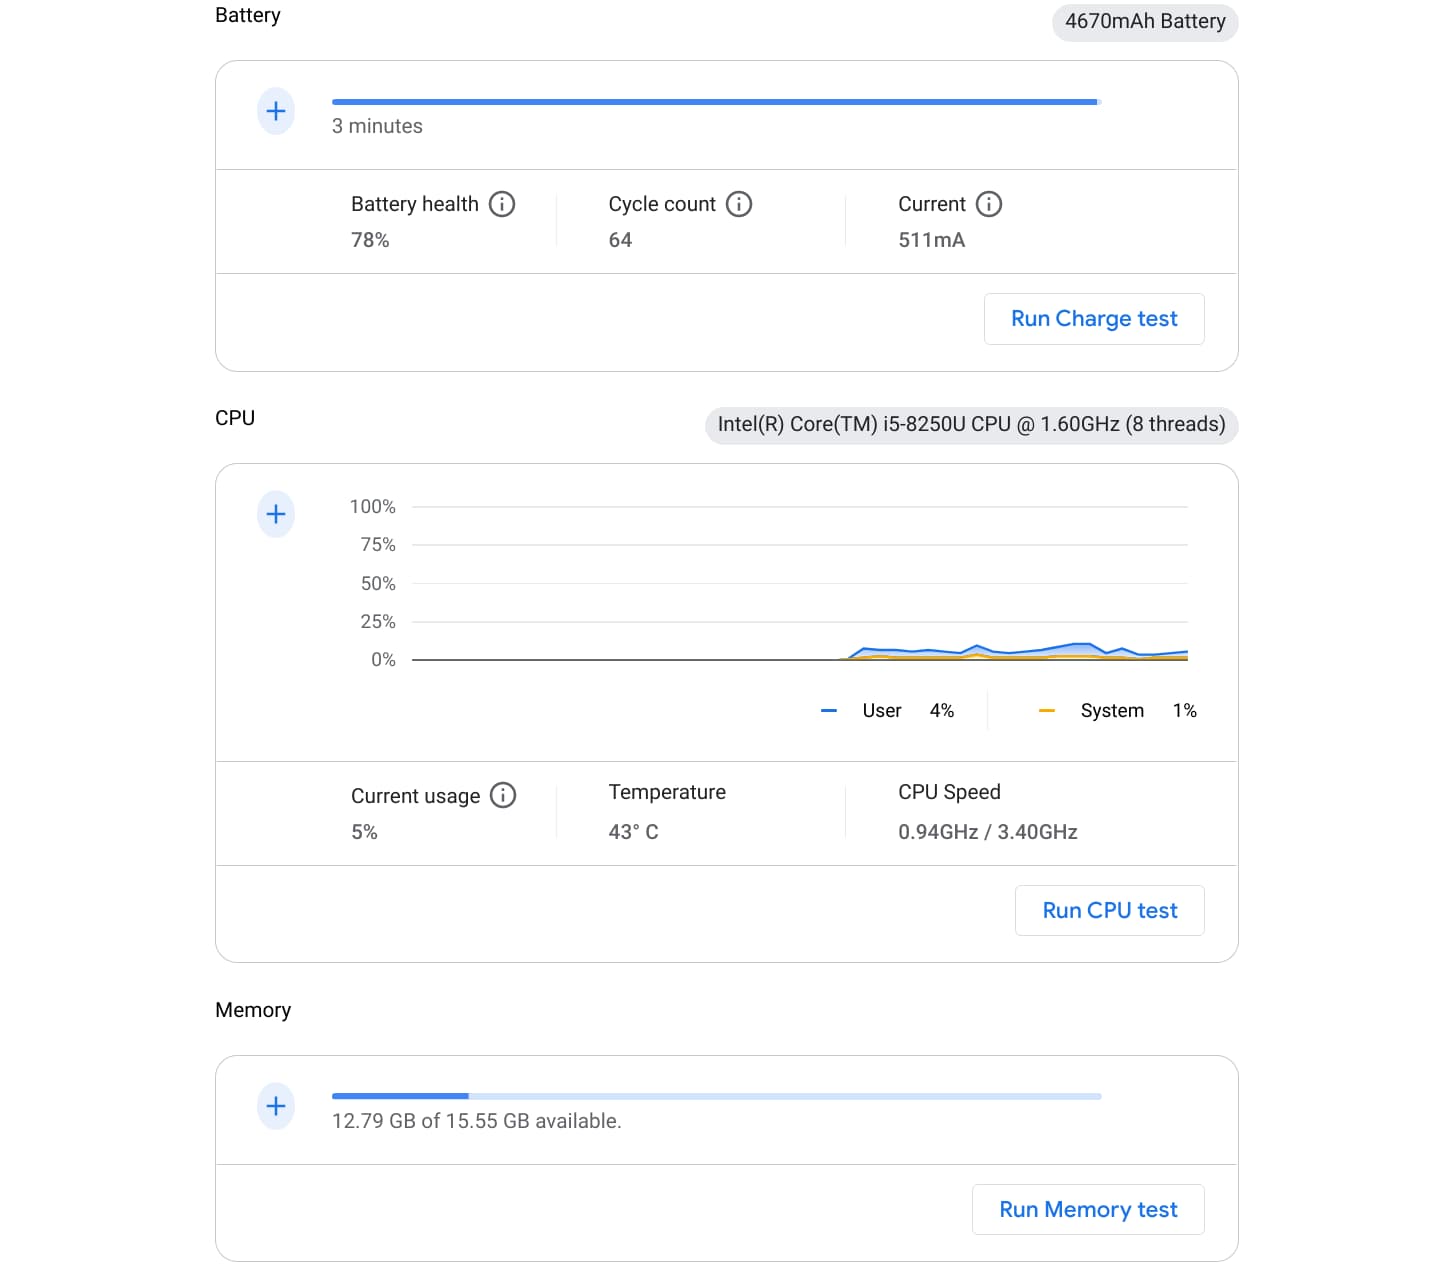 Battery
4670mAh Battery
3 minutes
Battery health
Cycle count
Current
78%
64
511mA
Run Charge test
CPU
Intel(R) Core(TM) i5-8250U CPU @ 1.60GHz (8 threads)
100%
75%
50%
25%
0%
User 4%
System 1%
Current usage
Temperature
CPU Speed
5%
43° C
0.94GHz / 3.40GHz
Run CPU test
Memory
12.79 GB of 15.55 GB available.
Run Memory test